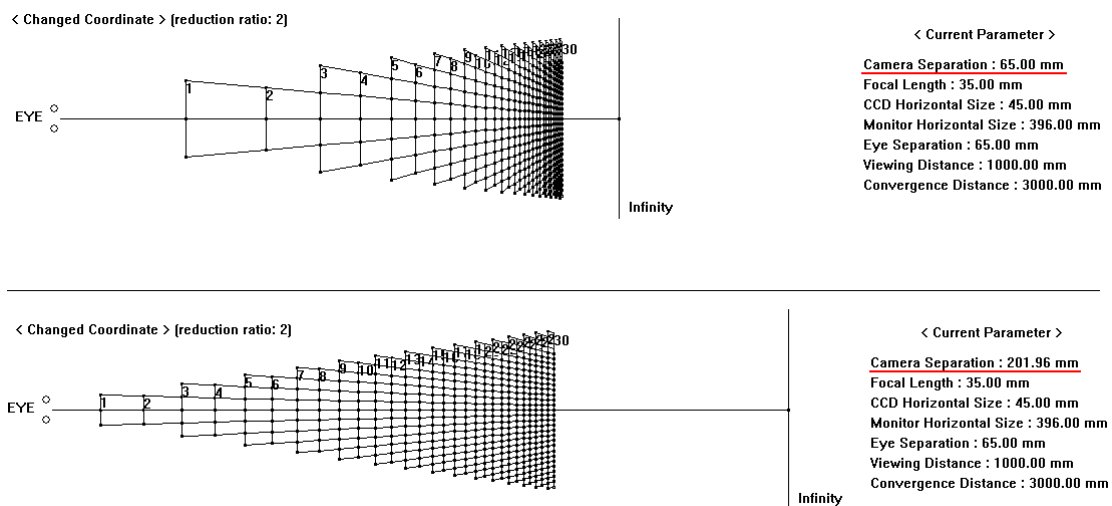 < Changed Coordinate > (reduction ratio: 2)
< Current Parameter >
Camera Separation : 65.00 mm
Focal Length : 35.00 mm
CCD Horizontal Size : 45.00 mm
Monitor Horizontal Size : 396.00 mm
Eye Separation : 65.00 mm
Viewing Distance : 1000.00 mm
Convergence Distance : 3000.00 mm
EYE
1
2
3
4
5
6
7
8
9
30
Infinity
< Changed Coordinate > (reduction ratio: 2)
< Current Parameter >
Camera Separation : 201.96 mm
Focal Length : 35.00 mm
CCD Horizontal Size : 45.00 mm
Monitor Horizontal Size : 396.00 mm
Eye Separation : 65.00 mm
Viewing Distance : 1000.00 mm
Convergence Distance : 3000.00 mm
EYE
1
2
3
4
5
6
7
8
9
10
11
12
13
30
Infinity